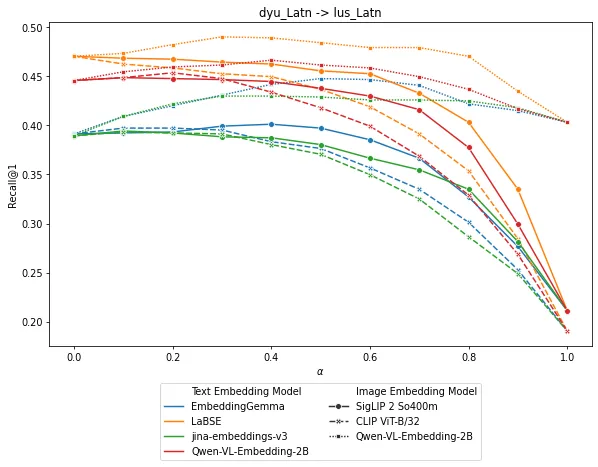 dyu_Latn -> lus_Latn
0.50
0.45
0.40
0.35
0.30
0.25
0.20
Recall@1
0.0 0.2 0.4 0.6 0.8 1.0
α
Text Embedding Model Image Embedding Model
EmbeddingGemma SigLIP 2 So400m
LaBSE CLIP ViT-B/32
jina-embeddings-v3 Qwen-VL-Embedding-2B
Qwen-VL-Embedding-2B